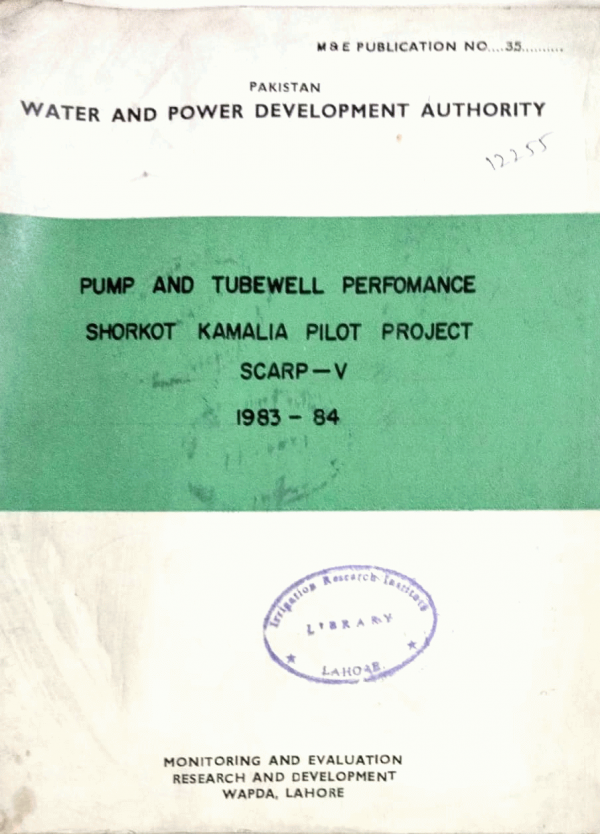 M & E PUBLICATION NO....35..........
PAKISTAN
WATER AND POWER DEVELOPMENT AUTHORITY
12255
PUMP AND TUBEWELL PERFOMANCE
SHORKOT KAMALIA PILOT PROJECT
SCARP—V
1983 - 84
Irrigation Research Institute
LIBRARY
LAHORE.
MONITORING AND EVALUATION
RESEARCH AND DEVELOPMENT
WAPDA, LAHORE